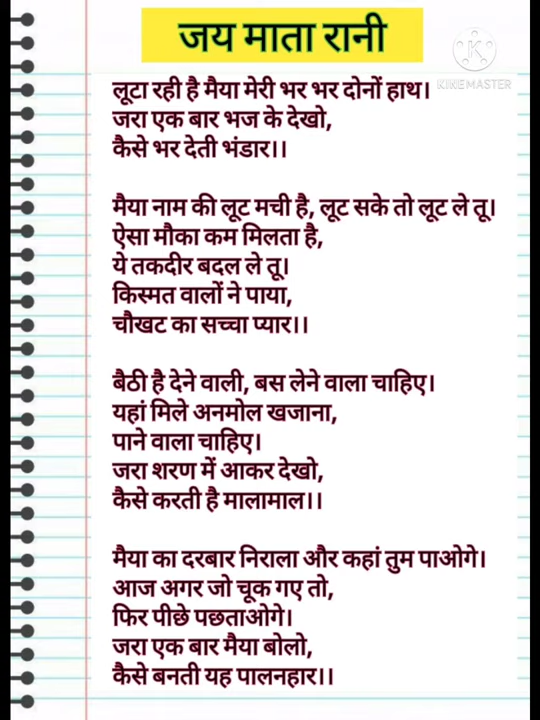 जय माता रानी
KINEMASTER
लूटा रही है मैया मेरी भर भर दोनों हाथ।
जरा एक बार भज के देखो,
कैसे भर देती भंडार।।
मैया नाम की लूट मची है, लूट सके तो लूट ले तू।
ऐसा मौका कम मिलता है,
ये तकदीर बदल ले तू।
किस्मत वालों ने पाया,
चौखट का सच्चा प्यार।।
बैठी है देने वाली, बस लेने वाला चाहिए।
यहां मिले अनमोल खजाना,
पाने वाला चाहिए।
जरा शरण में आकर देखो,
कैसे करती है मालामाल।।
मैया का दरबार निराला और कहां तुम पाओगे।
आज अगर जो चूक गए तो,
फिर पीछे पछताओगे।
जरा एक बार मैया बोलो,
कैसे बनती यह पालनहार।।